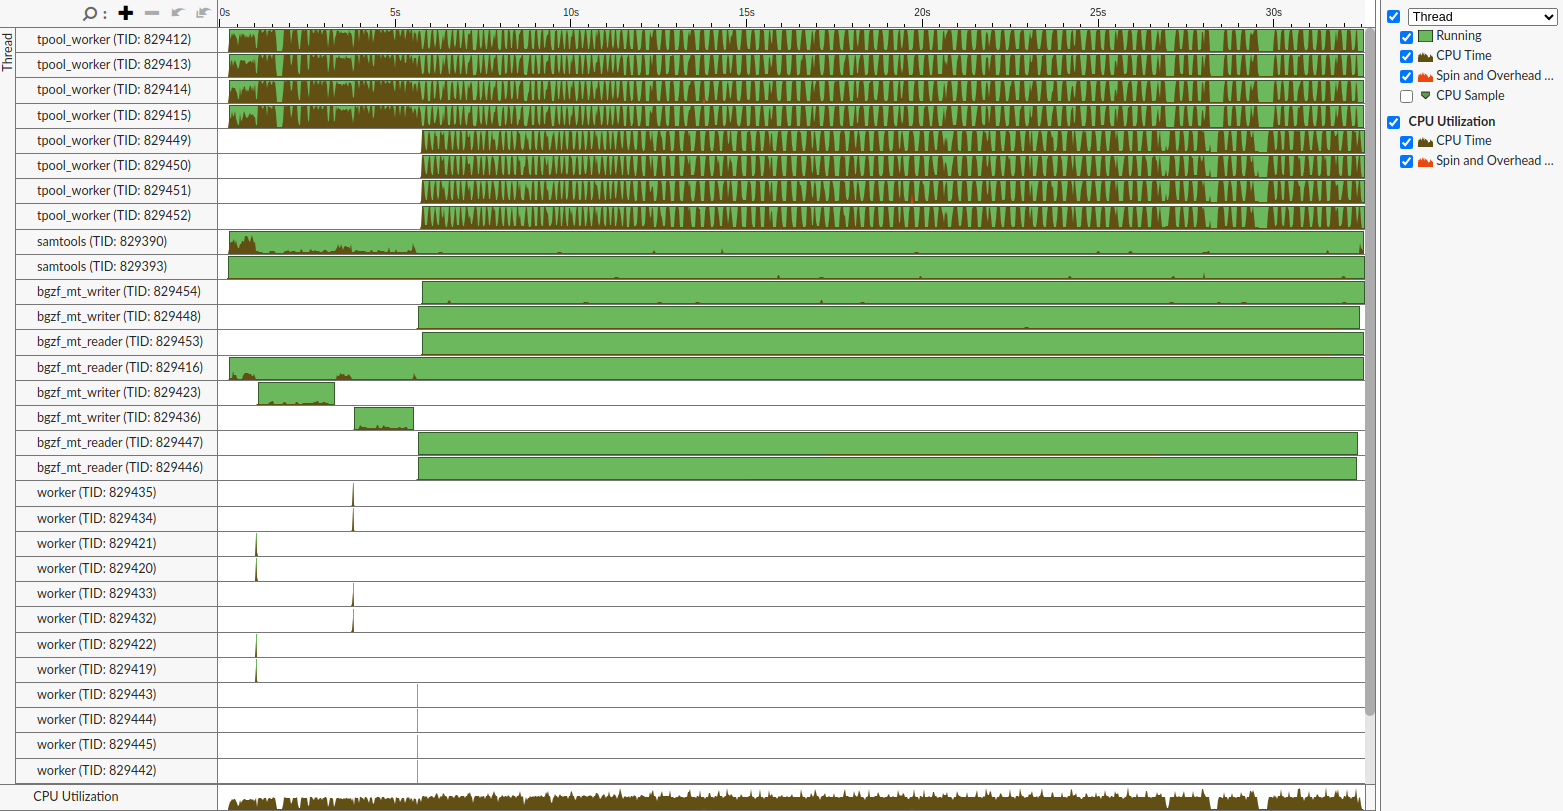 0s 5s 10s 15s 20s 25s 30s
Thread
tpool_worker (TID: 829412)
tpool_worker (TID: 829413)
tpool_worker (TID: 829414)
tpool_worker (TID: 829415)
tpool_worker (TID: 829449)
tpool_worker (TID: 829450)
tpool_worker (TID: 829451)
tpool_worker (TID: 829452)
samtools (TID: 829390)
samtools (TID: 829393)
bgzf_mt_writer (TID: 829454)
bgzf_mt_writer (TID: 829448)
bgzf_mt_reader (TID: 829453)
bgzf_mt_reader (TID: 829416)
bgzf_mt_writer (TID: 829423)
bgzf_mt_writer (TID: 829436)
bgzf_mt_reader (TID: 829447)
bgzf_mt_reader (TID: 829446)
worker (TID: 829435)
worker (TID: 829434)
worker (TID: 829421)
worker (TID: 829420)
worker (TID: 829433)
worker (TID: 829432)
worker (TID: 829422)
worker (TID: 829419)
worker (TID: 829443)
worker (TID: 829444)
worker (TID: 829445)
worker (TID: 829442)
CPU Utilization
Thread
Running
CPU Time
Spin and Overhead ...
CPU Sample
CPU Utilization
CPU Time
Spin and Overhead ...